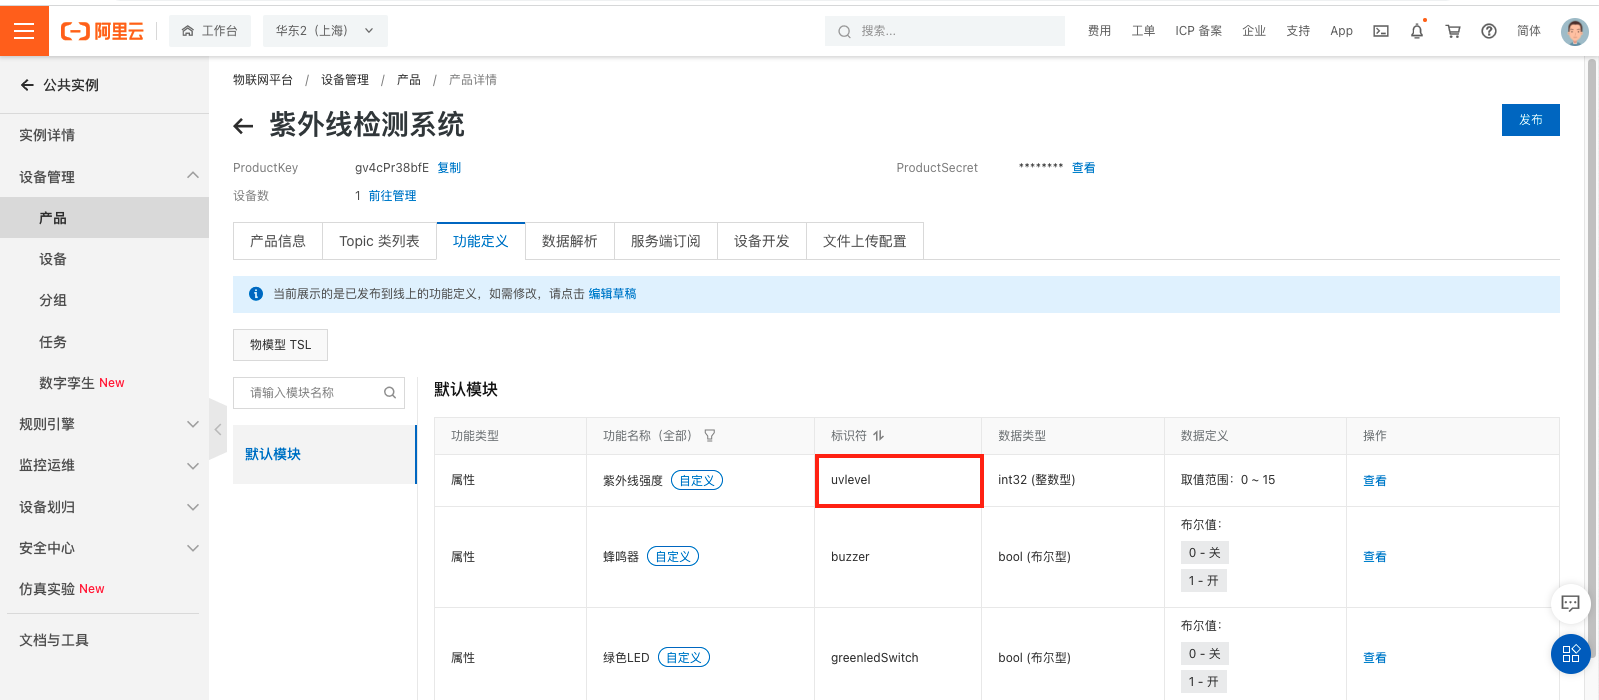 阿里云
工作台
华东2（上海）
搜索...
费用
工单
ICP 备案
企业
支持
App
简体
公共实例
实例详情
设备管理
产品
设备
分组
任务
数字孪生 New
规则引擎
监控运维
设备划归
安全中心
仿真实验 New
文档与工具
物联网平台 / 设备管理 / 产品 / 产品详情
紫外线检测系统
发布
ProductKey gv4cPr38bfE 复制
ProductSecret ******** 查看
设备数 1 前往管理
产品信息 Topic 类列表 功能定义 数据解析 服务端订阅 设备开发 文件上传配置
当前展示的是已发布到线上的功能定义，如需修改，请点击 编辑草稿
物模型 TSL
请输入模块名称
默认模块
默认模块
功能类型 功能名称（全部） 标识符 数据类型 数据定义 操作
属性 紫外线强度 自定义 uvlevel int32 (整数型) 取值范围：0 ~ 15 查看
布尔值：
属性 蜂鸣器 自定义 buzzer bool (布尔型) 0 - 关 查看
1 - 开
布尔值：
属性 绿色LED 自定义 greenledSwitch bool (布尔型) 0 - 关 查看
1 - 开